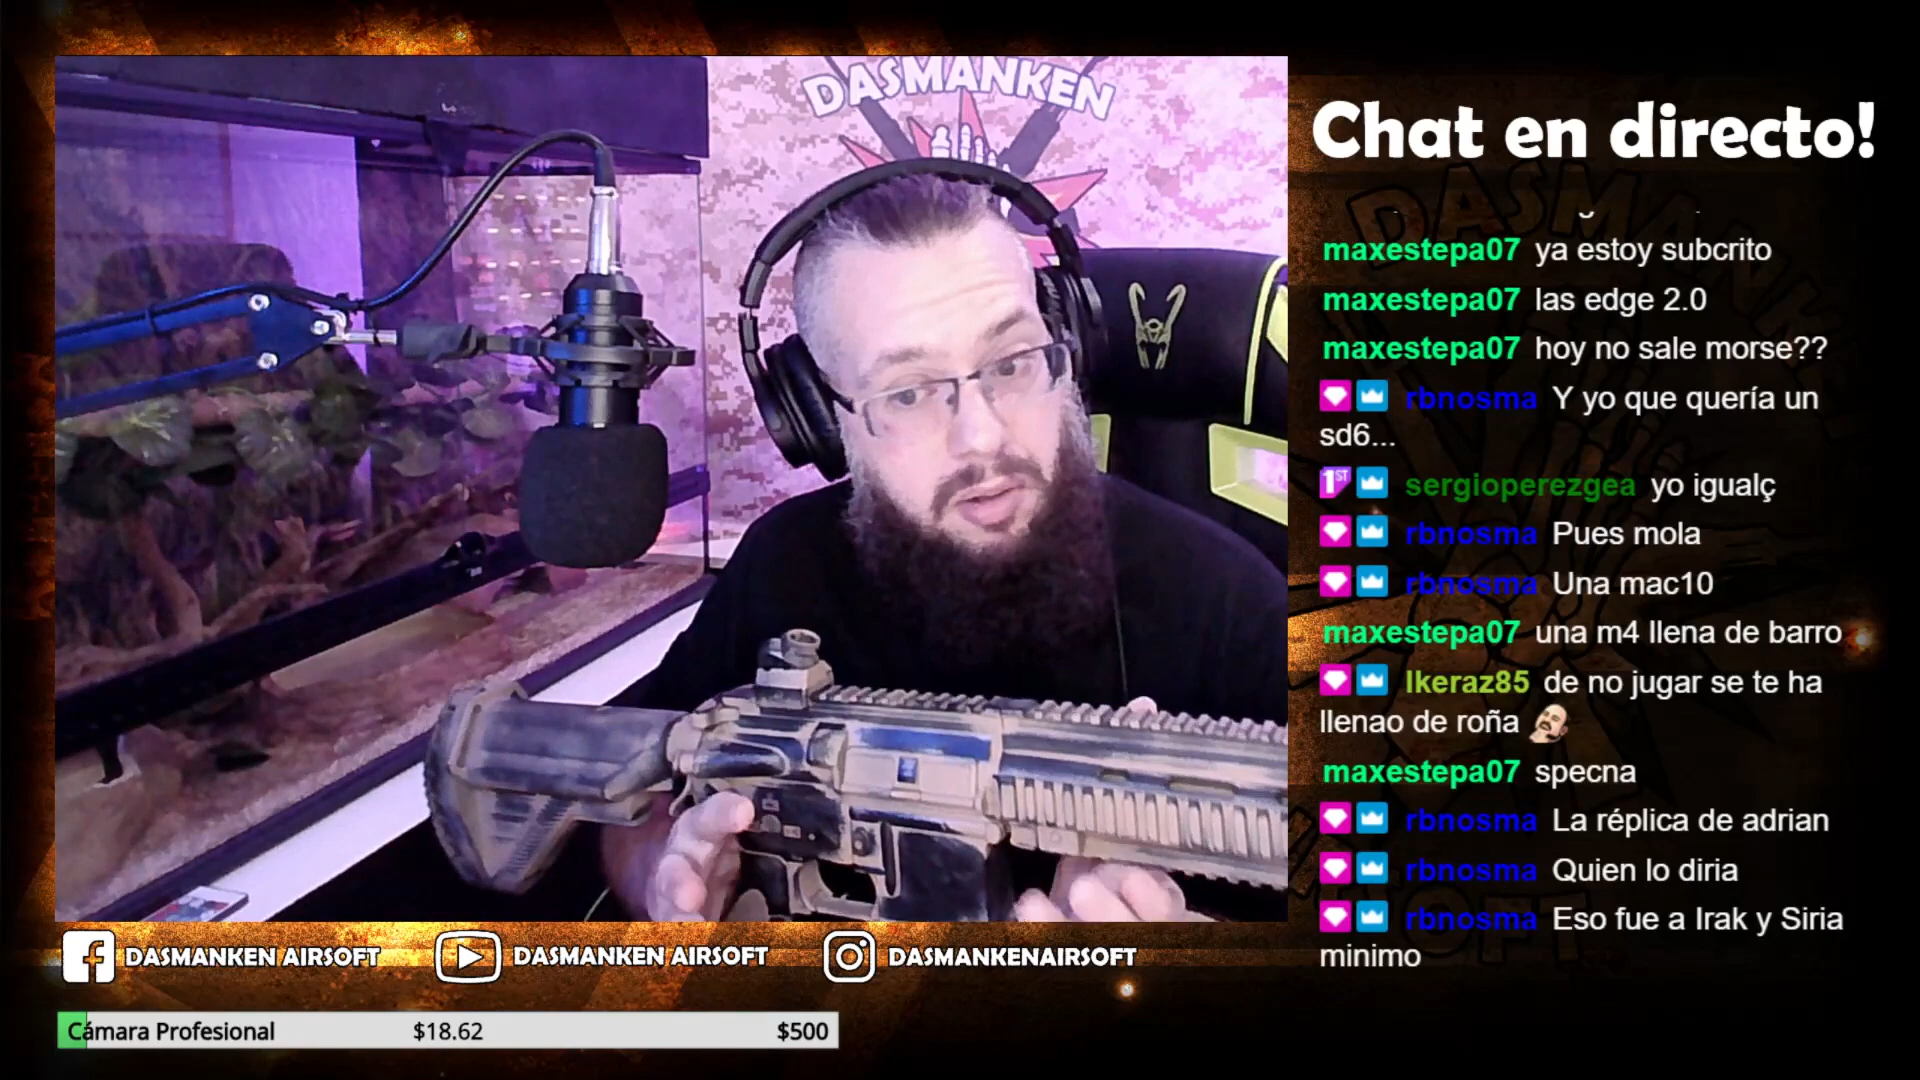 DASMANKEN
Chat en directo!
maxestepa07 ya estoy subcrito
maxestepa07 las edge 2.0
maxestepa07 hoy no sale morse??
rbnosma Y yo que quería un
sd6...
1ST sergioperezgea yo igualç
rbnosma Pues mola
rbnosma Una mac10
maxestepa07 una m4 llena de barro
Ikeraz85 de no jugar se te ha
llenao de roña
maxestepa07 specna
rbnosma La réplica de adrian
rbnosma Quien lo diria
rbnosma Eso fue a Irak y Siria
minimo
DASMANKEN AIRSOFT
DASMANKEN AIRSOFT
DASMANKENAIRSOFT
Cámara Profesional $18.62 $500